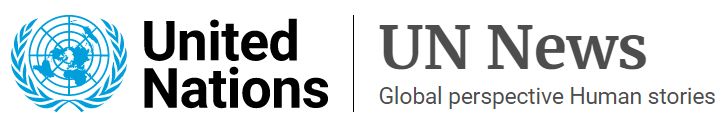 United
Nations
UN News
Global perspective Human stories